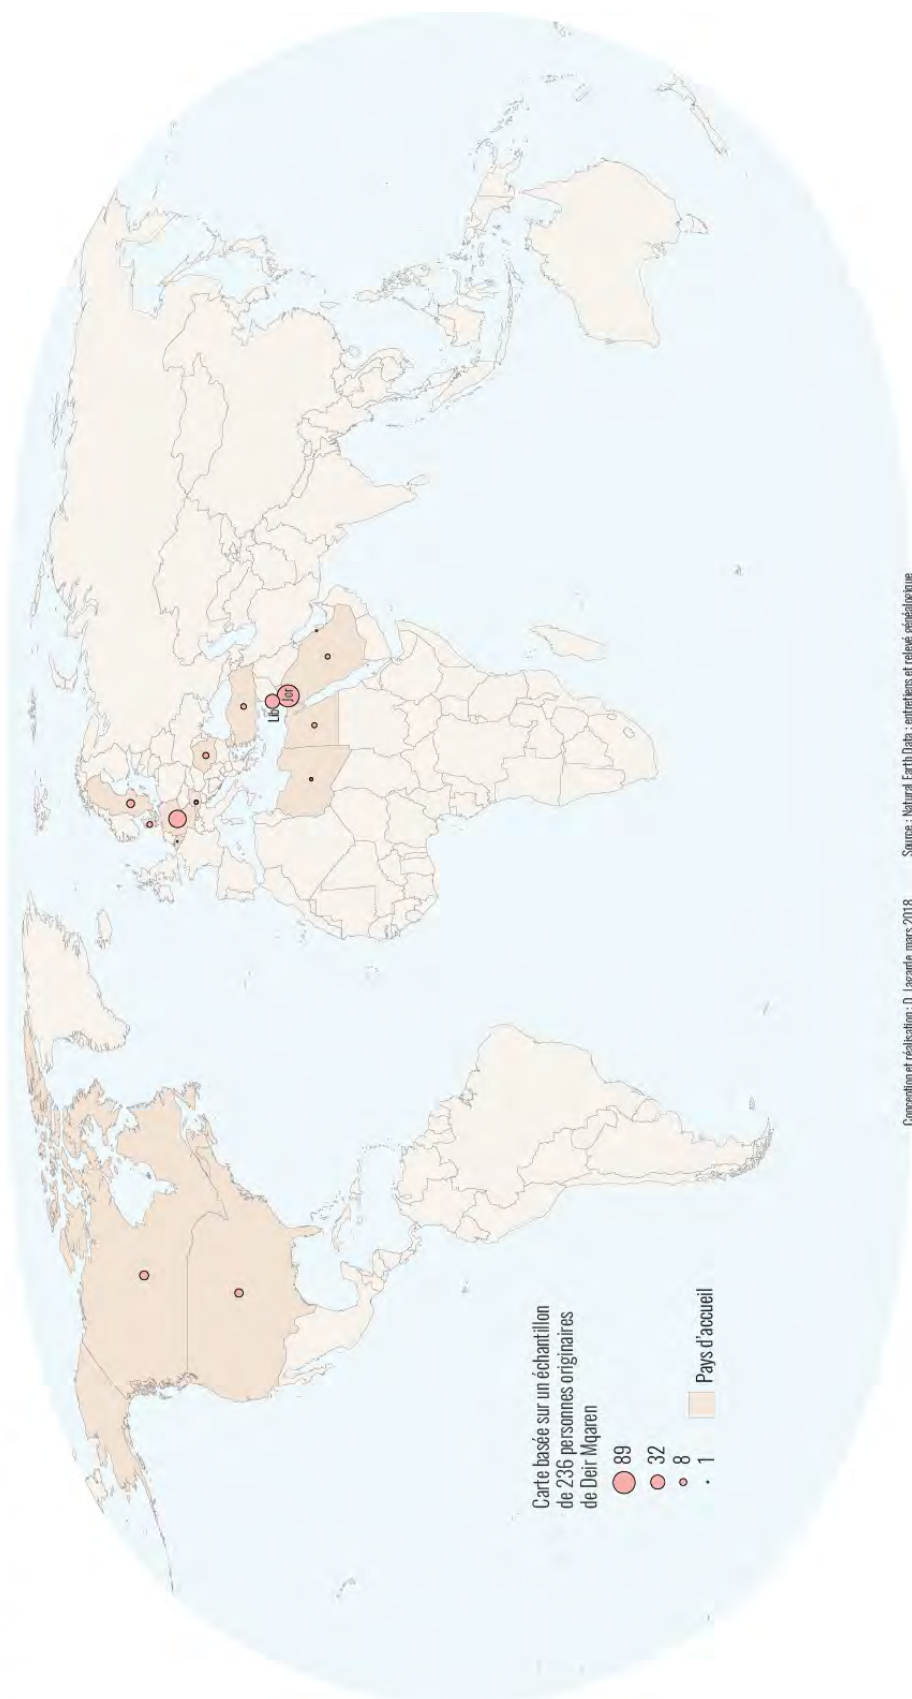 Lib
Jor
Carte basée sur un échantillon
de 236 personnes originaires
de Deir Mqaren
89
32
8
1
Pays d'accueil
Conception et réalisation : D. Lagarde mars 2018
Source : Natural Earth Data ; entretiens et relevé généalogique